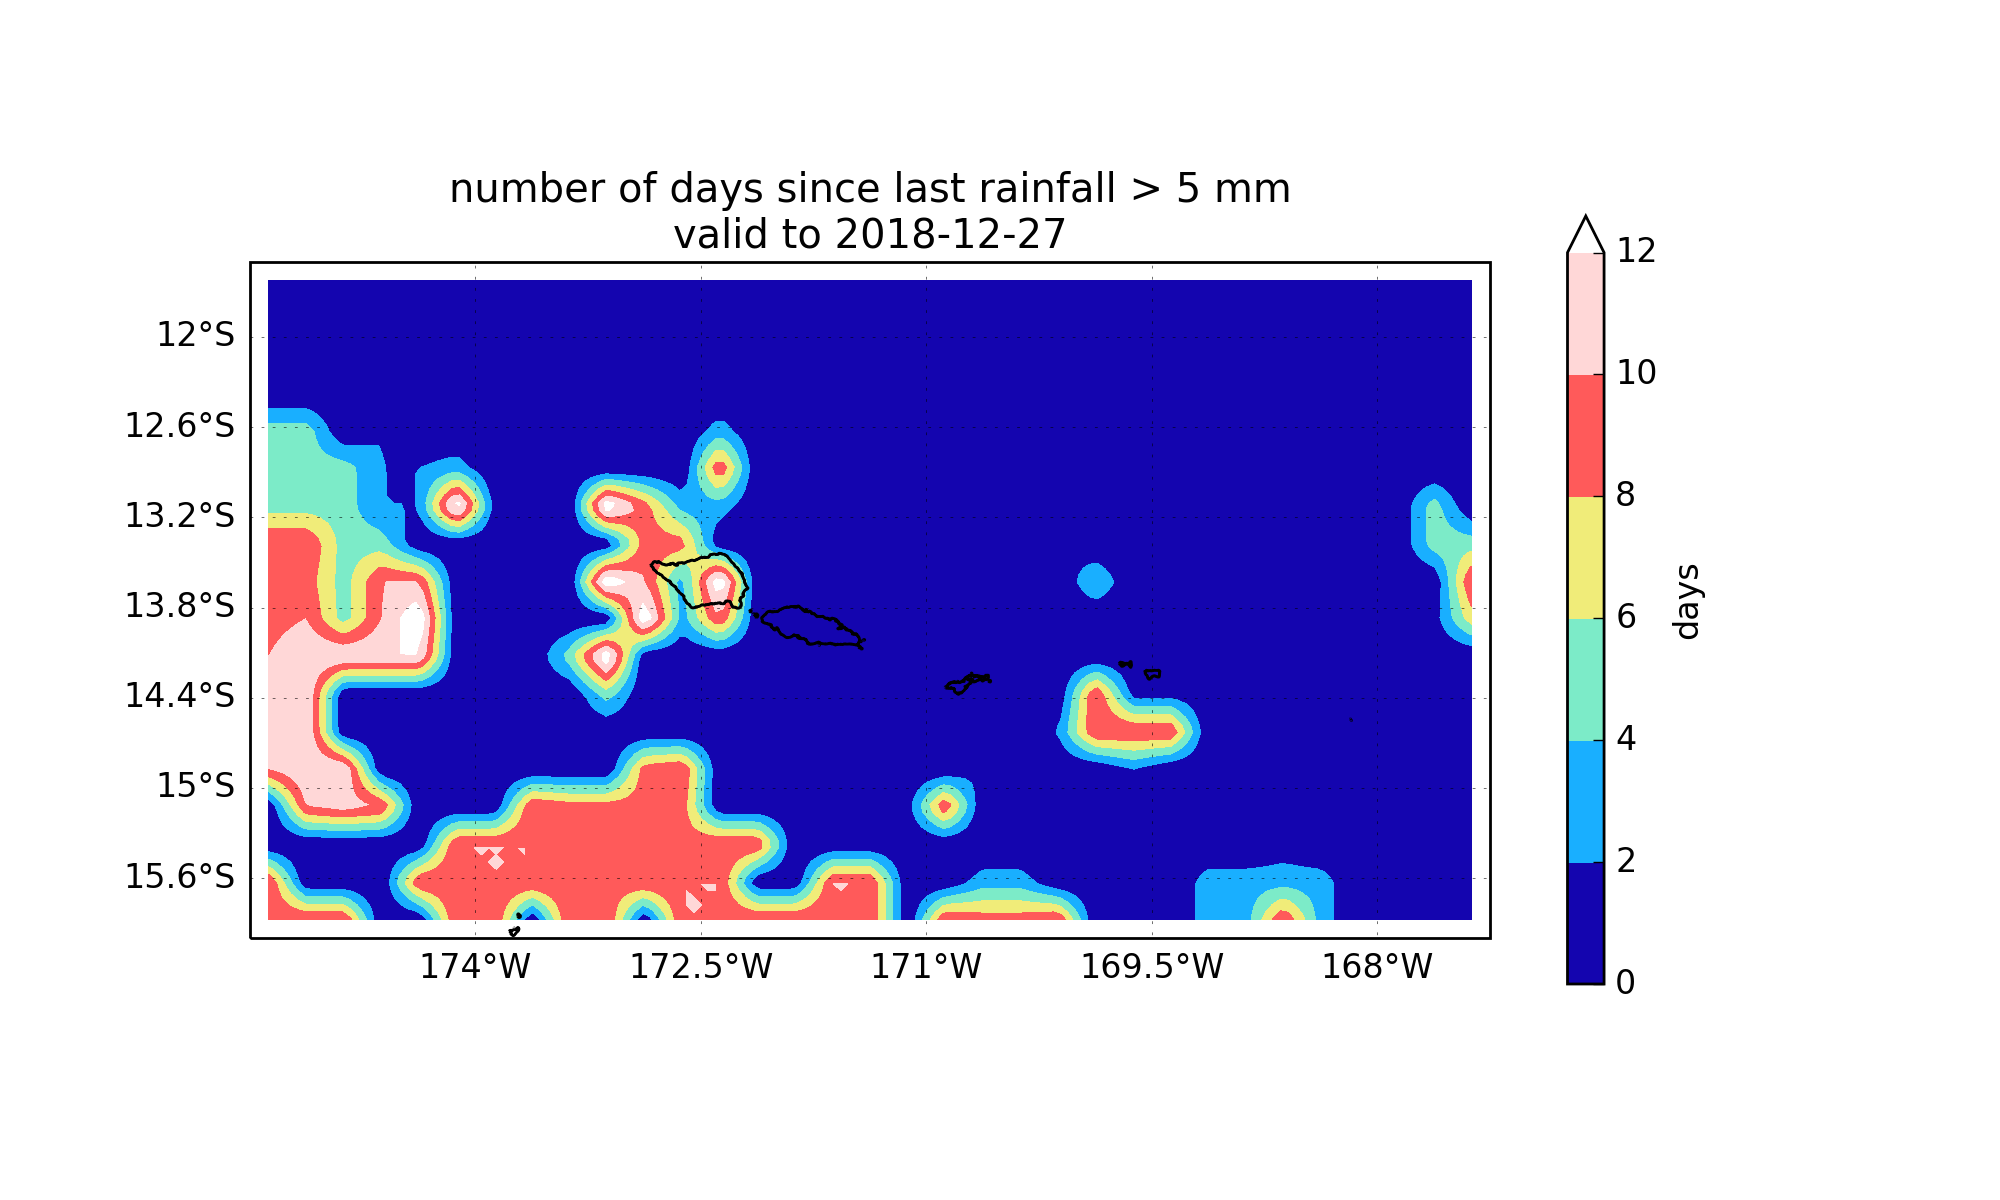 number of days since last rainfall > 5 mm
valid to 2018-12-27
12°S
12.6°S
13.2°S
13.8°S
14.4°S
15°S
15.6°S
174°W
172.5°W
171°W
169.5°W
168°W
12
10
8
6
4
2
0
days